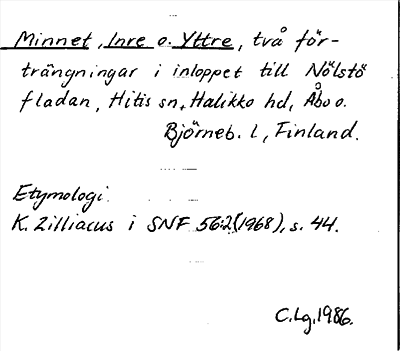 Minnet, Inre o. Yttre, två för-
trängningar i inloppet till Nölstö
fladan, Hitis sn, Halikko hd, Åbo o.
Björneb. l, Finland.
Etymologi.
K. Zilliacus i SNF 56:2(1968), s. 44.
C.Lg.1986.